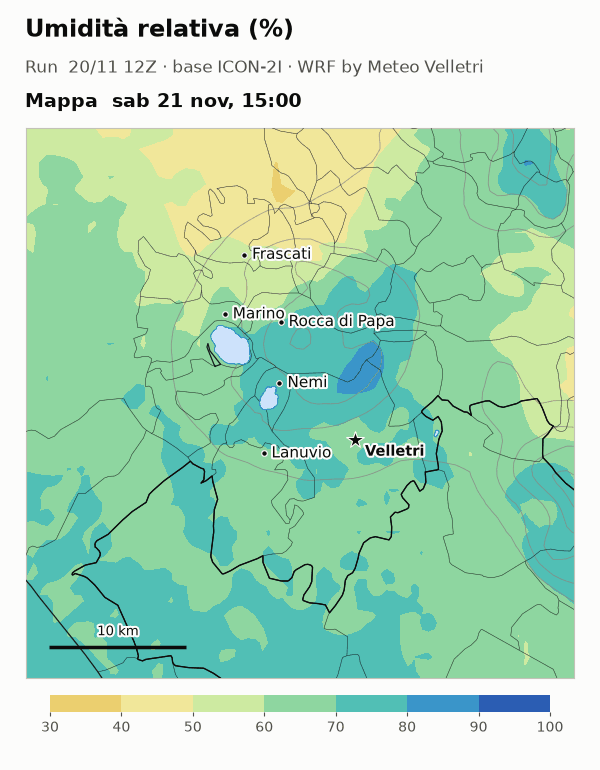 Umidità relativa (%)
Run 20/11 12Z · base ICON-2I · WRF by Meteo Velletri
Mappa sab 21 nov, 15:00
Frascati
Marino
Rocca di Papa
Nemi
Velletri
Lanuvio
10 km
30 40 50 60 70 80 90 100